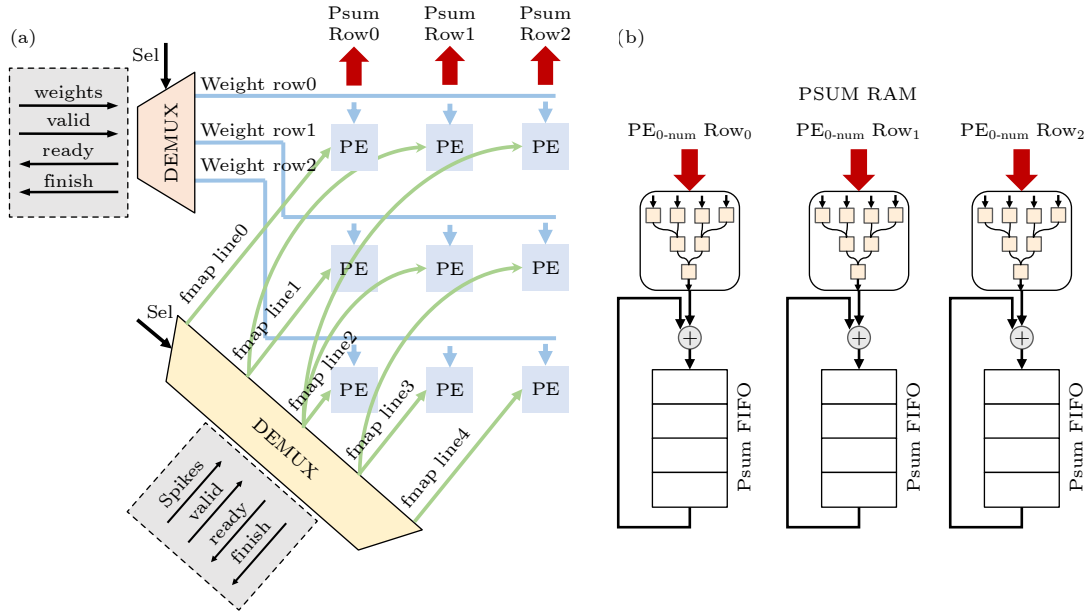 (a)
Sel
weights
valid
ready
finish
DEMUX
Weight row0
Weight row1
Weight row2
Psum
Row0
Psum
Row1
Psum
Row2
PE
PE
PE
PE
PE
PE
PE
PE
PE
fmap line0
fmap line1
fmap line2
fmap line3
fmap line4
Sel
DEMUX
Spikes
valid
ready
finish
(b)
PSUM RAM
PE0-num Row0
PE0-num Row1
PE0-num Row2
+
+
+
Psum FIFO
Psum FIFO
Psum FIFO